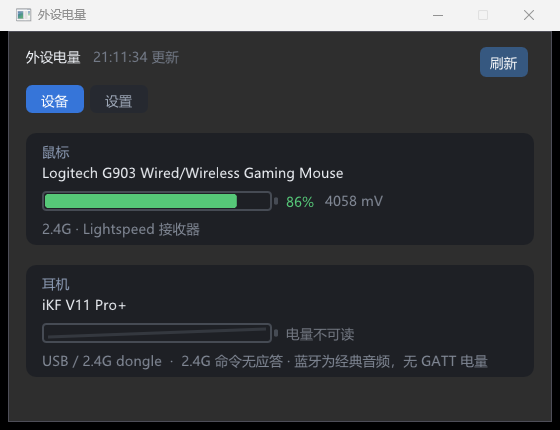 外设电量
外设电量 21:11:34 更新
刷新
设备 设置
鼠标
Logitech G903 Wired/Wireless Gaming Mouse
86% 4058 mV
2.4G · Lightspeed 接收器
耳机
iKF V11 Pro+
电量不可读
USB / 2.4G dongle · 2.4G 命令无应答 · 蓝牙为经典音频，无 GATT 电量